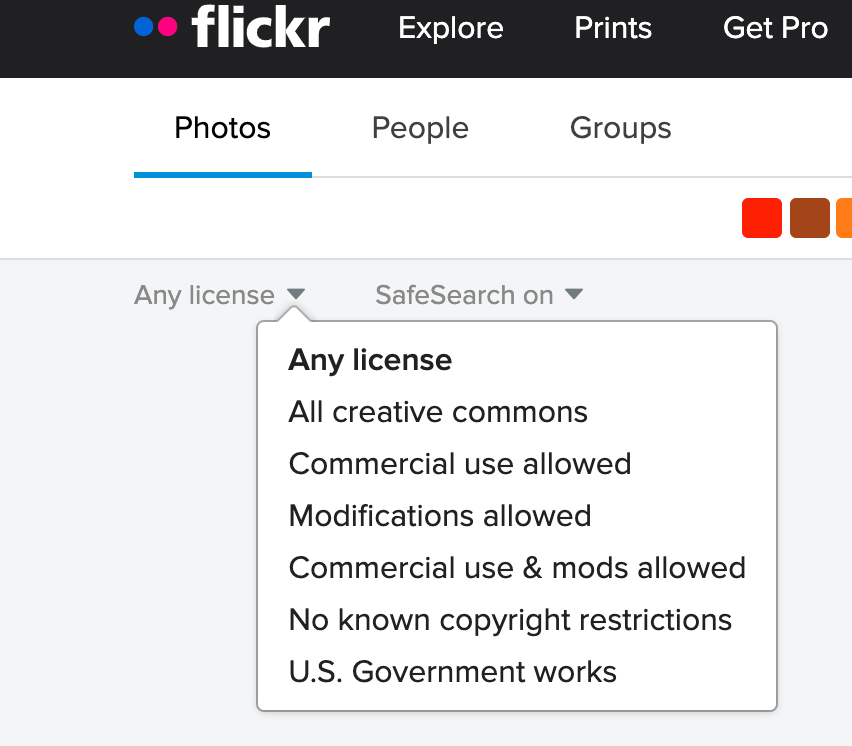 flickr Explore Prints Get Pro
Photos People Groups
Any license SafeSearch on
Any license
All creative commons
Commercial use allowed
Modifications allowed
Commercial use & mods allowed
No known copyright restrictions
U.S. Government works